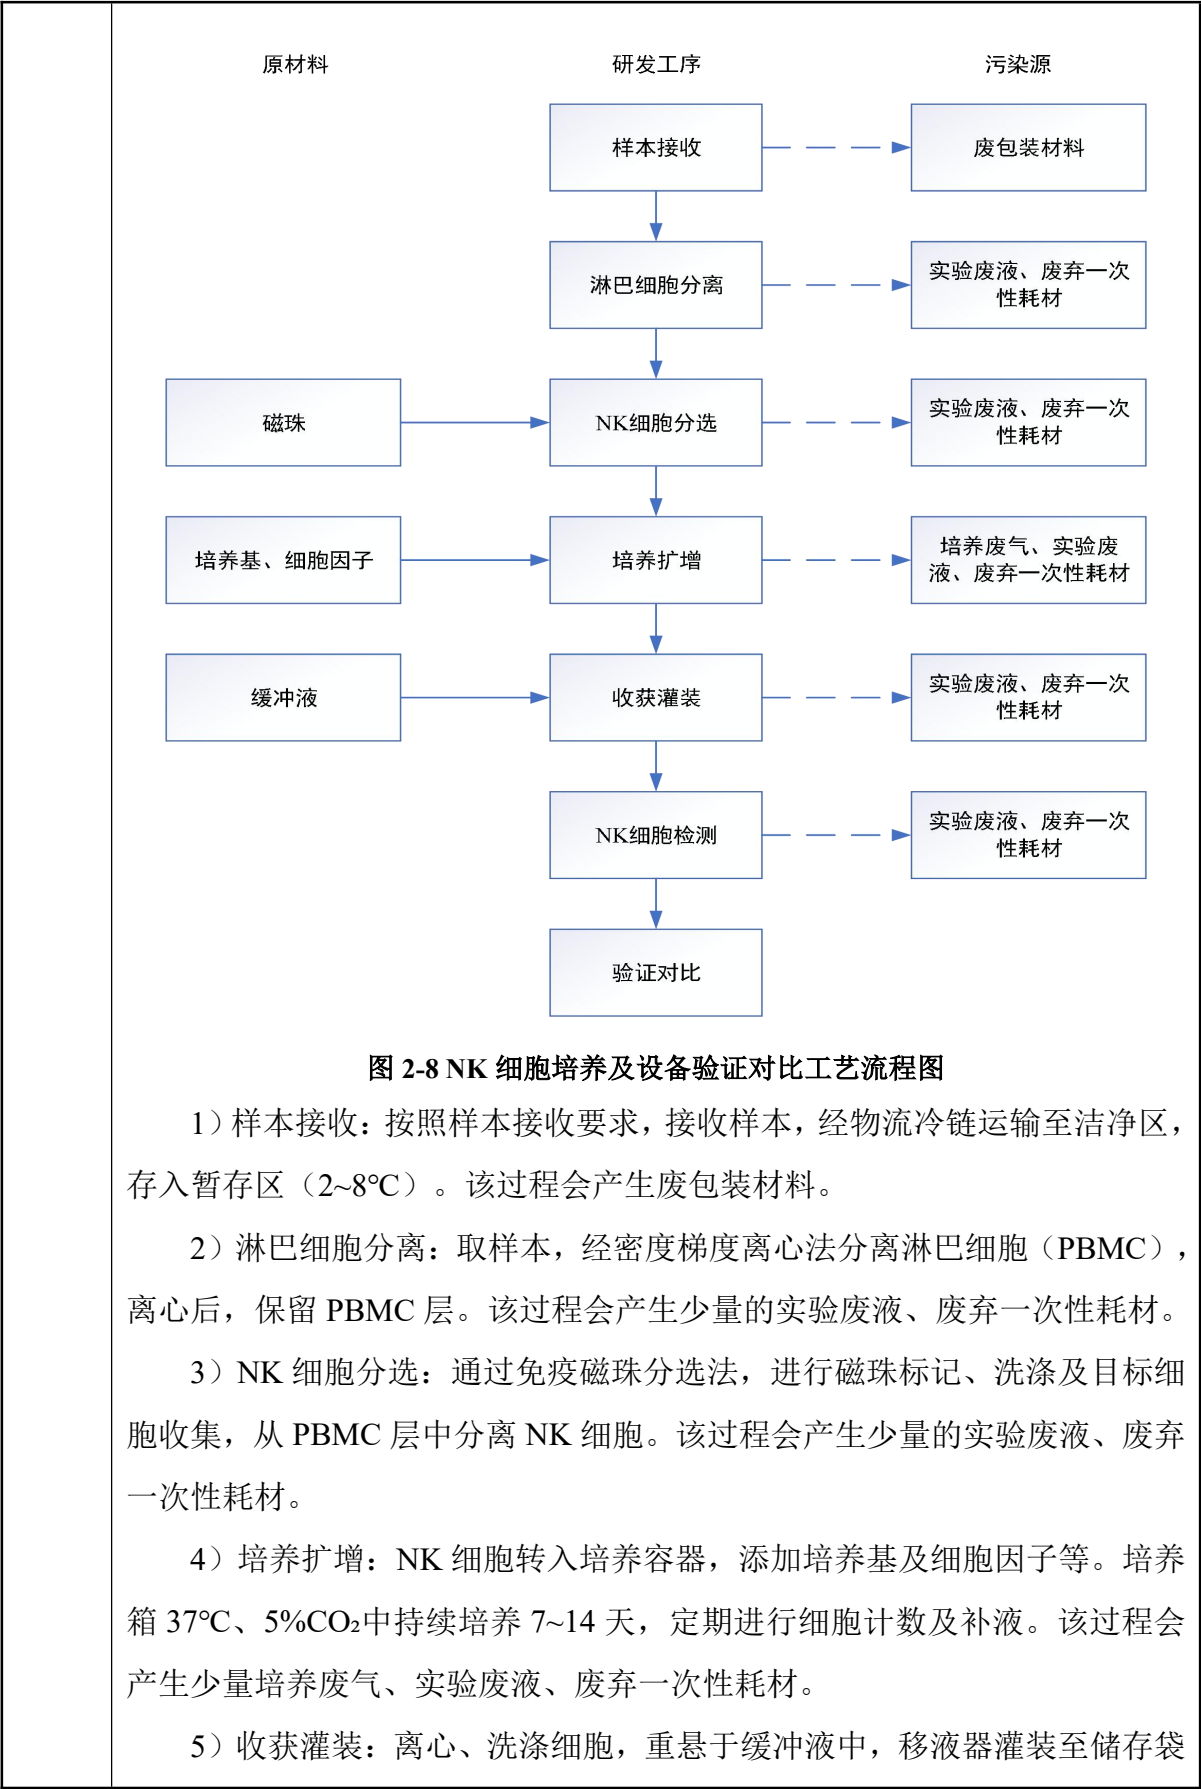 原材料 研发工序 污染源
样本接收 废包装材料
淋巴细胞分离 实验废液、废弃一次
性耗材
磁珠 NK细胞分选 实验废液、废弃一次
性耗材
培养基、细胞因子 培养扩增 培养废气、实验废
液、废弃一次性耗材
缓冲液 收获灌装 实验废液、废弃一次
性耗材
NK细胞检测 实验废液、废弃一次
性耗材
验证对比
图 2-8 NK 细胞培养及设备验证对比工艺流程图
1）样本接收：按照样本接收要求，接收样本，经物流冷链运输至洁净区，
存入暂存区（2~8℃）。该过程会产生废包装材料。
2）淋巴细胞分离：取样本，经密度梯度离心法分离淋巴细胞（PBMC），
离心后，保留 PBMC 层。该过程会产生少量的实验废液、废弃一次性耗材。
3）NK 细胞分选：通过免疫磁珠分选法，进行磁珠标记、洗涤及目标细
胞收集，从 PBMC 层中分离 NK 细胞。该过程会产生少量的实验废液、废弃
一次性耗材。
4）培养扩增：NK 细胞转入培养容器，添加培养基及细胞因子等。培养
箱 37℃、5%CO₂中持续培养 7~14 天，定期进行细胞计数及补液。该过程会
产生少量培养废气、实验废液、废弃一次性耗材。
5）收获灌装：离心、洗涤细胞，重悬于缓冲液中，移液器灌装至储存袋